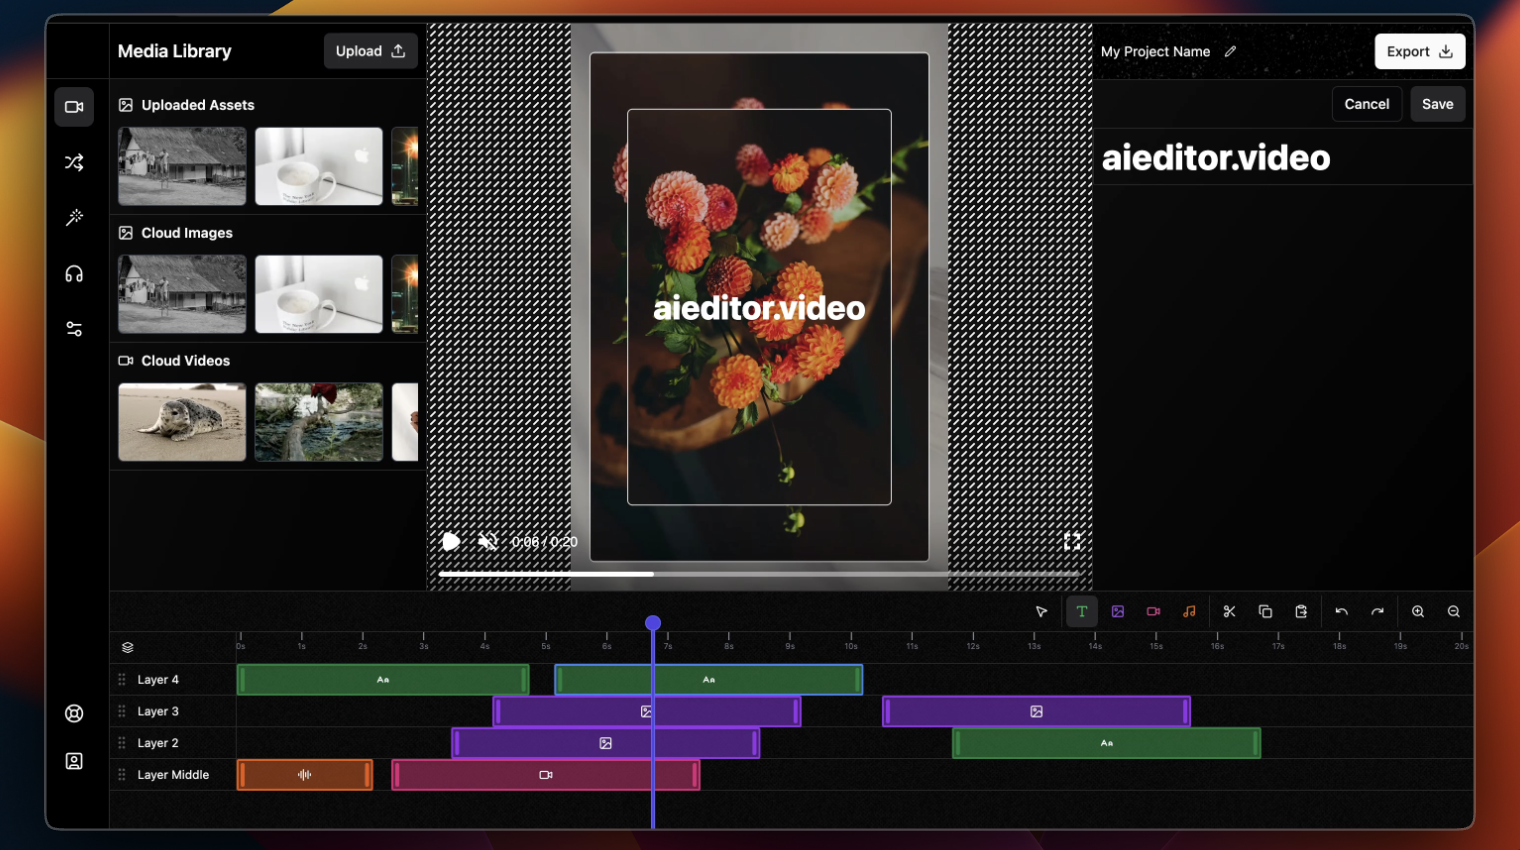 Media Library
Upload
Uploaded Assets
Cloud Images
Cloud Videos
aieditor.video
0:06 / 0:20
My Project Name
Export
Cancel
Save
aieditor.video
0s 1s 2s 3s 4s 5s 6s 7s 8s 9s 10s 11s 12s 13s 14s 15s 16s 17s 18s 19s 20s
Layer 4
Aa
Aa
Layer 3
Layer 2
Aa
Layer Middle